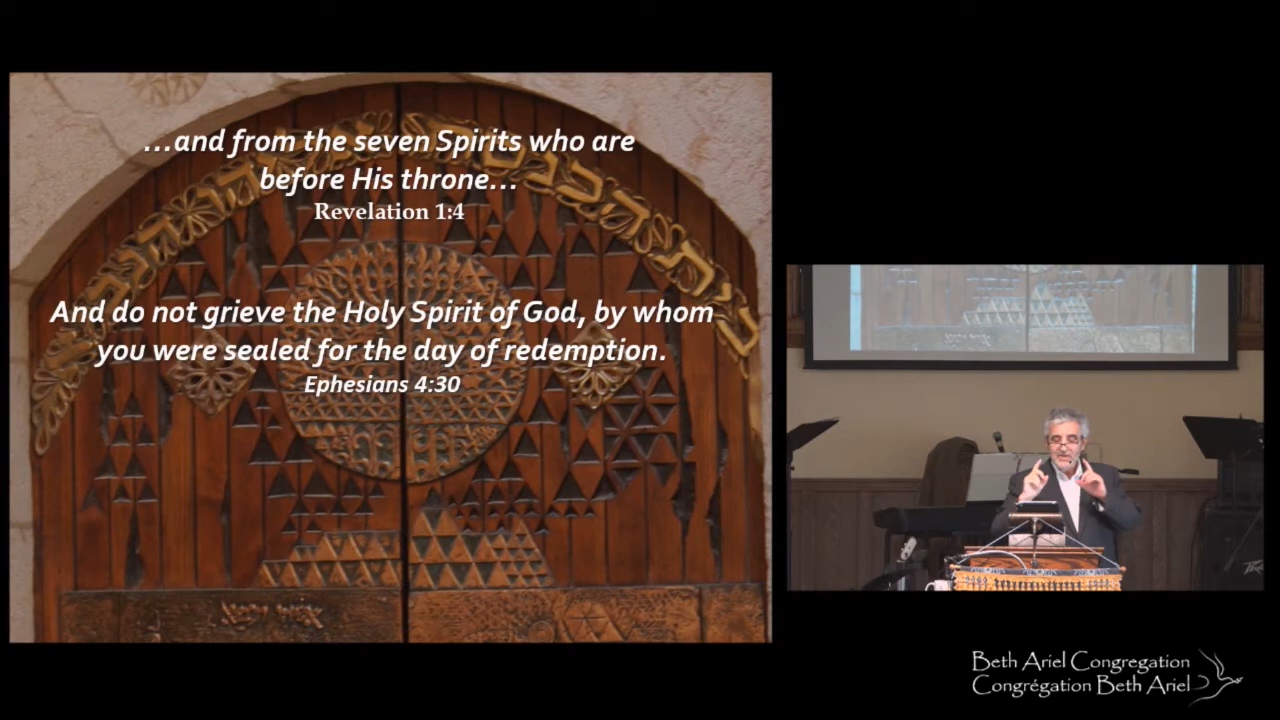 ...and from the seven Spirits who are
before His throne...
Revelation 1:4
And do not grieve the Holy Spirit of God, by whom
you were sealed for the day of redemption.
Ephesians 4:30
Beth Ariel Congregation
Congrégation Beth Ariel